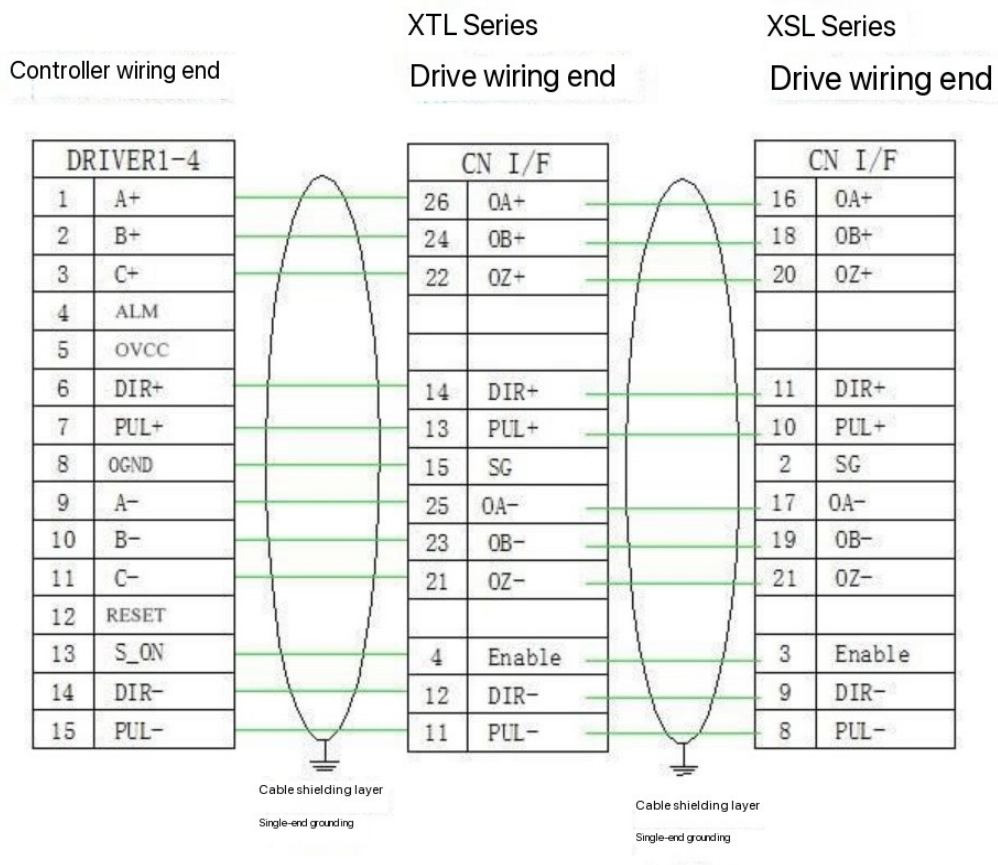 XTL Series
XSL Series
Controller wiring end
Drive wiring end
Drive wiring end
DRIVER1-4
CN I/F
CN I/F
1 A+ 26 OA+ 16 OA+
2 B+ 24 OB+ 18 OB+
3 C+ 22 OZ+ 20 OZ+
4 ALM
5 OVCC
6 DIR+ 14 DIR+ 11 DIR+
7 PUL+ 13 PUL+ 10 PUL+
8 OGND 15 SG 2 SG
9 A- 25 OA- 17 OA-
10 B- 23 OB- 19 OB-
11 C- 21 OZ- 21 OZ-
12 RESET
13 S_ON 4 Enable 3 Enable
14 DIR- 12 DIR- 9 DIR-
15 PUL- 11 PUL- 8 PUL-
Cable shielding layer
Single-end grounding
Cable shielding layer
Single-end grounding